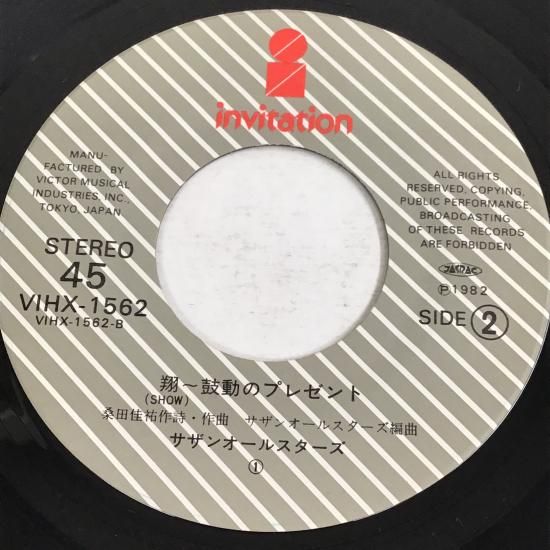 invitation
MANU-
FACTURED BY
VICTOR MUSICAL
INDUSTRIES, INC.,
TOKYO, JAPAN
STEREO
45
VIHX-1562
VIHX-1562-B
ALL RIGHTS
RESERVED, COPYING,
PUBLIC PERFORMANCE,
BROADCASTING
OF THESE RECORDS
ARE FORBIDDEN
JASRAC
Ⓟ1982
SIDE ②
翔〜鼓動のプレゼント
(SHOW)
桑田佳祐作詩・作曲 サザンオールスターズ編曲
サザンオールスターズ
①